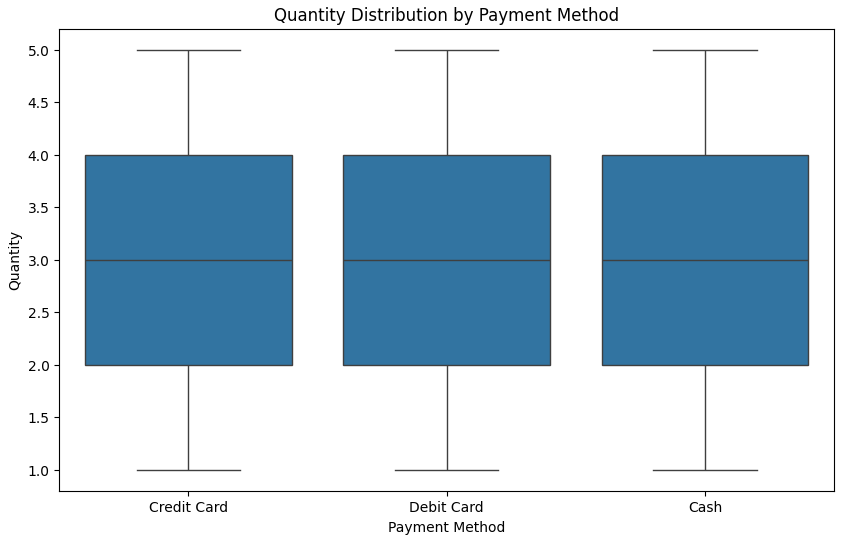 Quantity Distribution by Payment Method
Quantity
5.0
4.5
4.0
3.5
3.0
2.5
2.0
1.5
1.0
Credit Card
Debit Card
Cash
Payment Method